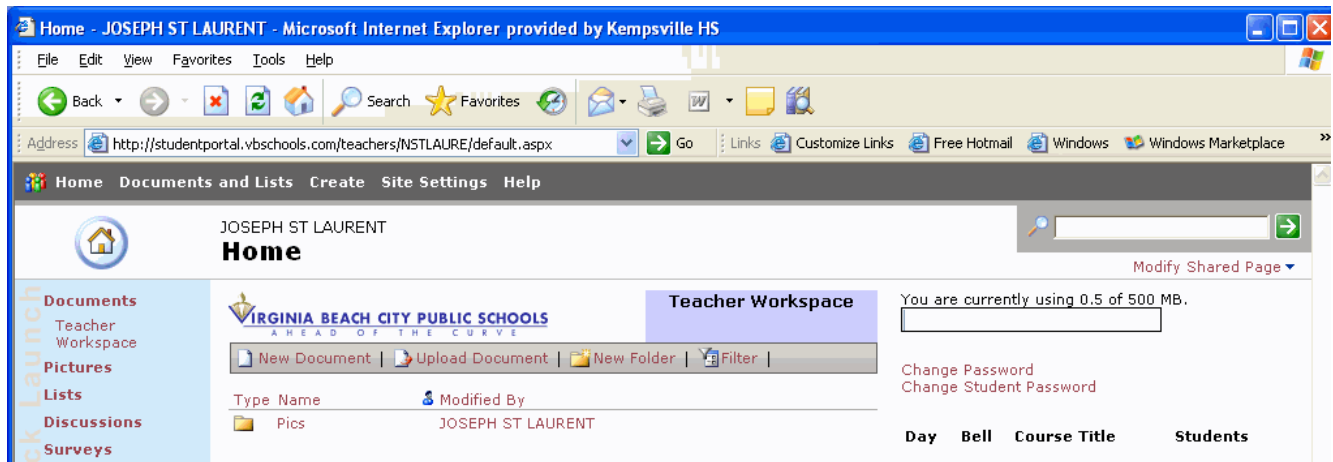 Home - JOSEPH ST LAURENT - Microsoft Internet Explorer provided by Kempsville HS
File Edit View Favorites Tools Help
Back Search Favorites
Address http://studentportal.vbschools.com/teachers/NSTLAURE/default.aspx Go Links Customize Links Free Hotmail Windows Windows Marketplace »
Home Documents and Lists Create Site Settings Help
JOSEPH ST LAURENT
Home
Modify Shared Page
Documents
Teacher
Workspace
Pictures
Lists
Discussions
Surveys
VIRGINIA BEACH CITY PUBLIC SCHOOLS
AHEAD OF THE CURVE
Teacher Workspace
New Document | Upload Document | New Folder | Filter |
Type Name Modified By
Pics JOSEPH ST LAURENT
You are currently using 0.5 of 500 MB.
Change Password
Change Student Password
Day Bell Course Title Students